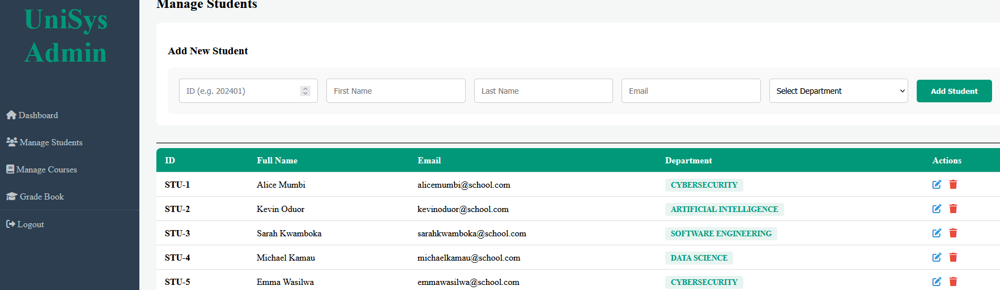 UniSys
Admin
Dashboard
Manage Students
Manage Courses
Grade Book
Logout
Manage Students
Add New Student
ID (e.g. 202401) First Name Last Name Email Select Department Add Student
ID Full Name Email Department Actions
STU-1 Alice Mumbi alicemumbi@school.com CYBERSECURITY
STU-2 Kevin Oduor kevinoduor@school.com ARTIFICIAL INTELLIGENCE
STU-3 Sarah Kwamboka sarahkwamboka@school.com SOFTWARE ENGINEERING
STU-4 Michael Kamau michaelkamau@school.com DATA SCIENCE
STU-5 Emma Wasilwa emmawasilwa@school.com CYBERSECURITY